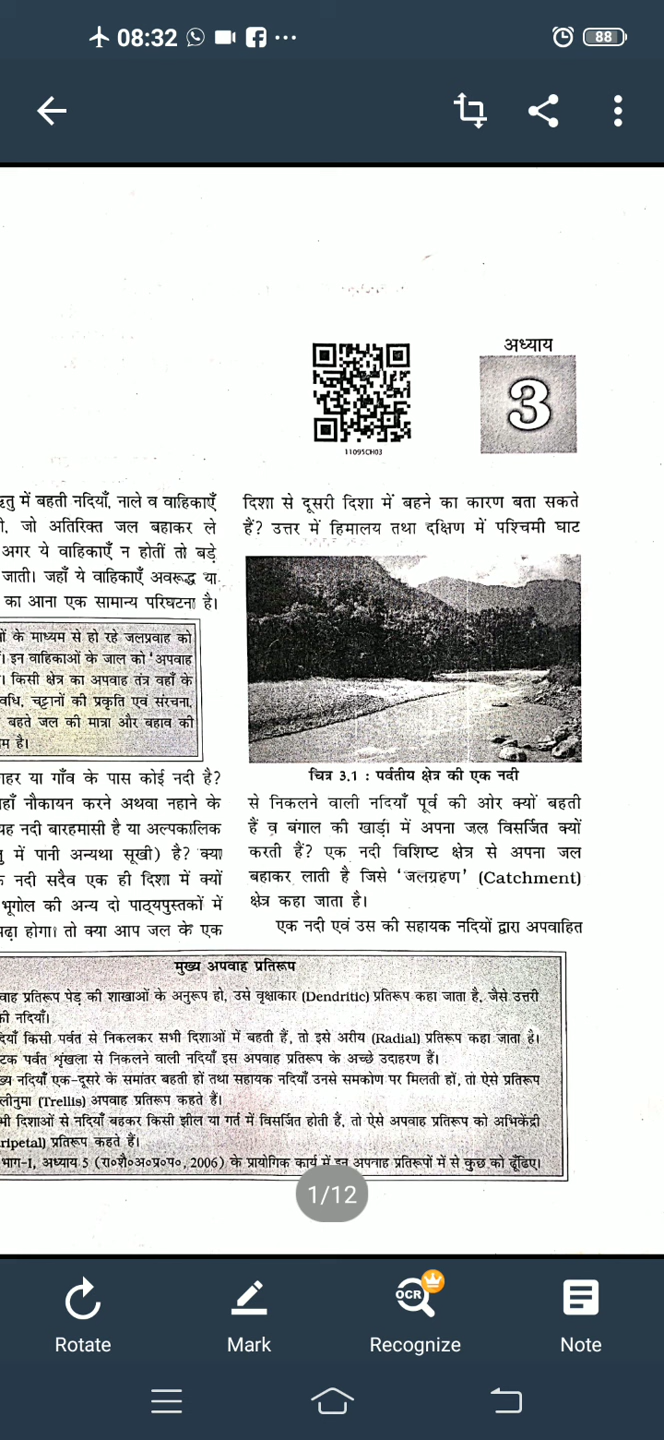 08:32
88
अध्याय
3
11095CH03
ऋतु में बहती नदियाँ, नाले व वाहिकाएँ
जो अतिरिक्त जल बहाकर ले
अगर ये वाहिकाएँ न होतीं तो बड़े
जाती। जहाँ ये वाहिकाएँ अवरूद्ध या
का आना एक सामान्य परिघटना है।
के माध्यम से हो रहे जलप्रवाह को
। इन वाहिकाओं के जाल को 'अपवाह
। किसी क्षेत्र का अपवाह तंत्र वहाँ के
वधि, चट्टानों की प्रकृति एवं संरचना,
बहते जल की मात्रा और बहाव की
म है।
या गाँव के पास कोई नदी है?
नौकायन करने अथवा नहाने के
यह नदी बारहमासी है या अल्पकालिक
में पानी अन्यथा सूखी) है? क्या
नदी सदैव एक ही दिशा में क्यों
भूगोल की अन्य दो पाठ्यपुस्तकों में
होगा। तो क्या आप जल के एक
दिशा से दूसरी दिशा में बहने का कारण बता सकते
हैं? उत्तर में हिमालय तथा दक्षिण में पश्चिमी घाट
चित्र 3.1 : पर्वतीय क्षेत्र की एक नदी
से निकलने वाली नदियाँ पूर्व की ओर क्यों बहती
हैं व बंगाल की खाड़ी में अपना जल विसर्जित क्यों
करती हैं? एक नदी विशिष्ट क्षेत्र से अपना जल
बहाकर लाती है जिसे 'जलग्रहण' (Catchment)
क्षेत्र कहा जाता है।
एक नदी एवं उस की सहायक नदियों द्वारा अपवाहित
मुख्य अपवाह प्रतिरूप
वाह प्रतिरूप पेड़ की शाखाओं के अनुरूप हो, उसे वृक्षाकार (Dendritic) प्रतिरूप कहा जाता है, जैसे उत्तरी
की नदियाँ।
दियाँ किसी पर्वत से निकलकर सभी दिशाओं में बहती हैं, तो इसे अरीय (Radial) प्रतिरूप कहा जाता है।
टक पर्वत शृंखला से निकलने वाली नदियाँ इस अपवाह प्रतिरूप के अच्छे उदाहरण हैं।
ख्य नदियाँ एक-दूसरे के समांतर बहती हों तथा सहायक नदियाँ उनसे समकोण पर मिलती हों, तो ऐसे प्रतिरूप
लीनुमा (Trellis) अपवाह प्रतिरूप कहते हैं।
भी दिशाओं से नदियाँ बहकर किसी झील या गर्त में विसर्जित होती हैं, तो ऐसे अपवाह प्रतिरूप को अभिकेंद्री
ripetal) प्रतिरूप कहते हैं।
भाग-I, अध्याय 5 (रा०शै०अ०प्र०प०, 2006) के प्रायोगिक कार्य में इन अपवाह प्रतिरूपों में से कुछ को ढूँढिए।
1/12
OCR
Rotate Mark Recognize Note